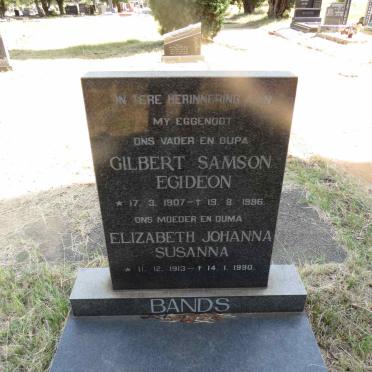 IN TERE HERINNERING VAN
MY EGGENOOT
ONS VADER EN OUPA
GILBERT SAMSON
EGIDEON
* 17. 3. 1907 - † 19. 8. 1986.
ONS MOEDER EN OUMA
ELIZABETH JOHANNA
SUSANNA
* 11. 12. 1913 - † 14. 1. 1990.
BANDS